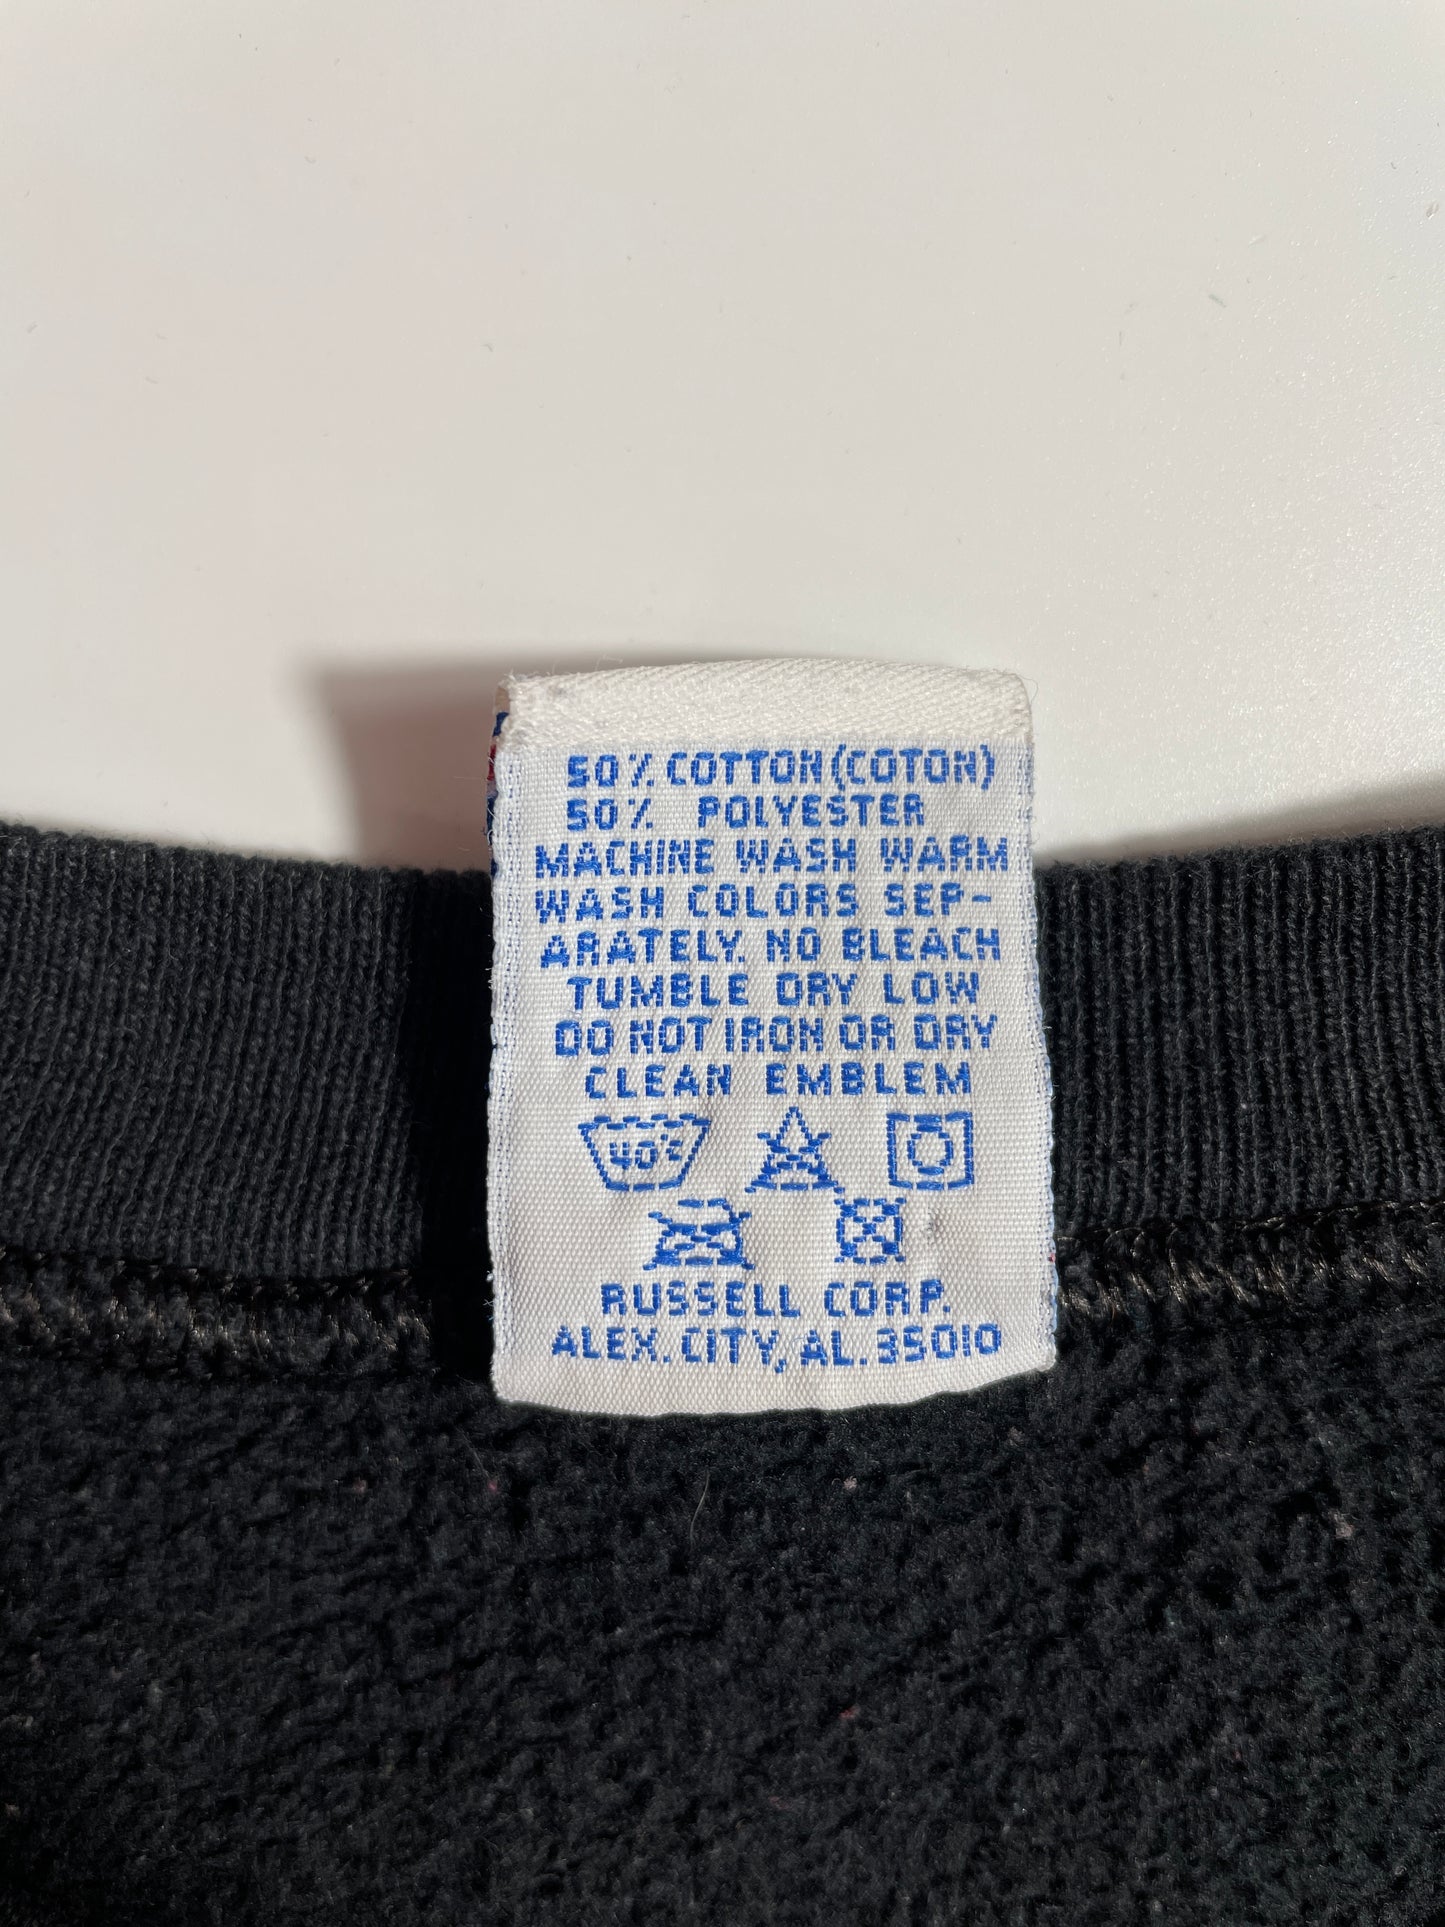 50% COTTON (COTON)
50% POLYESTER
MACHINE WASH WARM
WASH COLORS SEP-
ARATELY. NO BLEACH
TUMBLE DRY LOW
DO NOT IRON OR DRY
CLEAN EMBLEM
40°C
RUSSELL CORP.
ALEX. CITY, AL. 35010